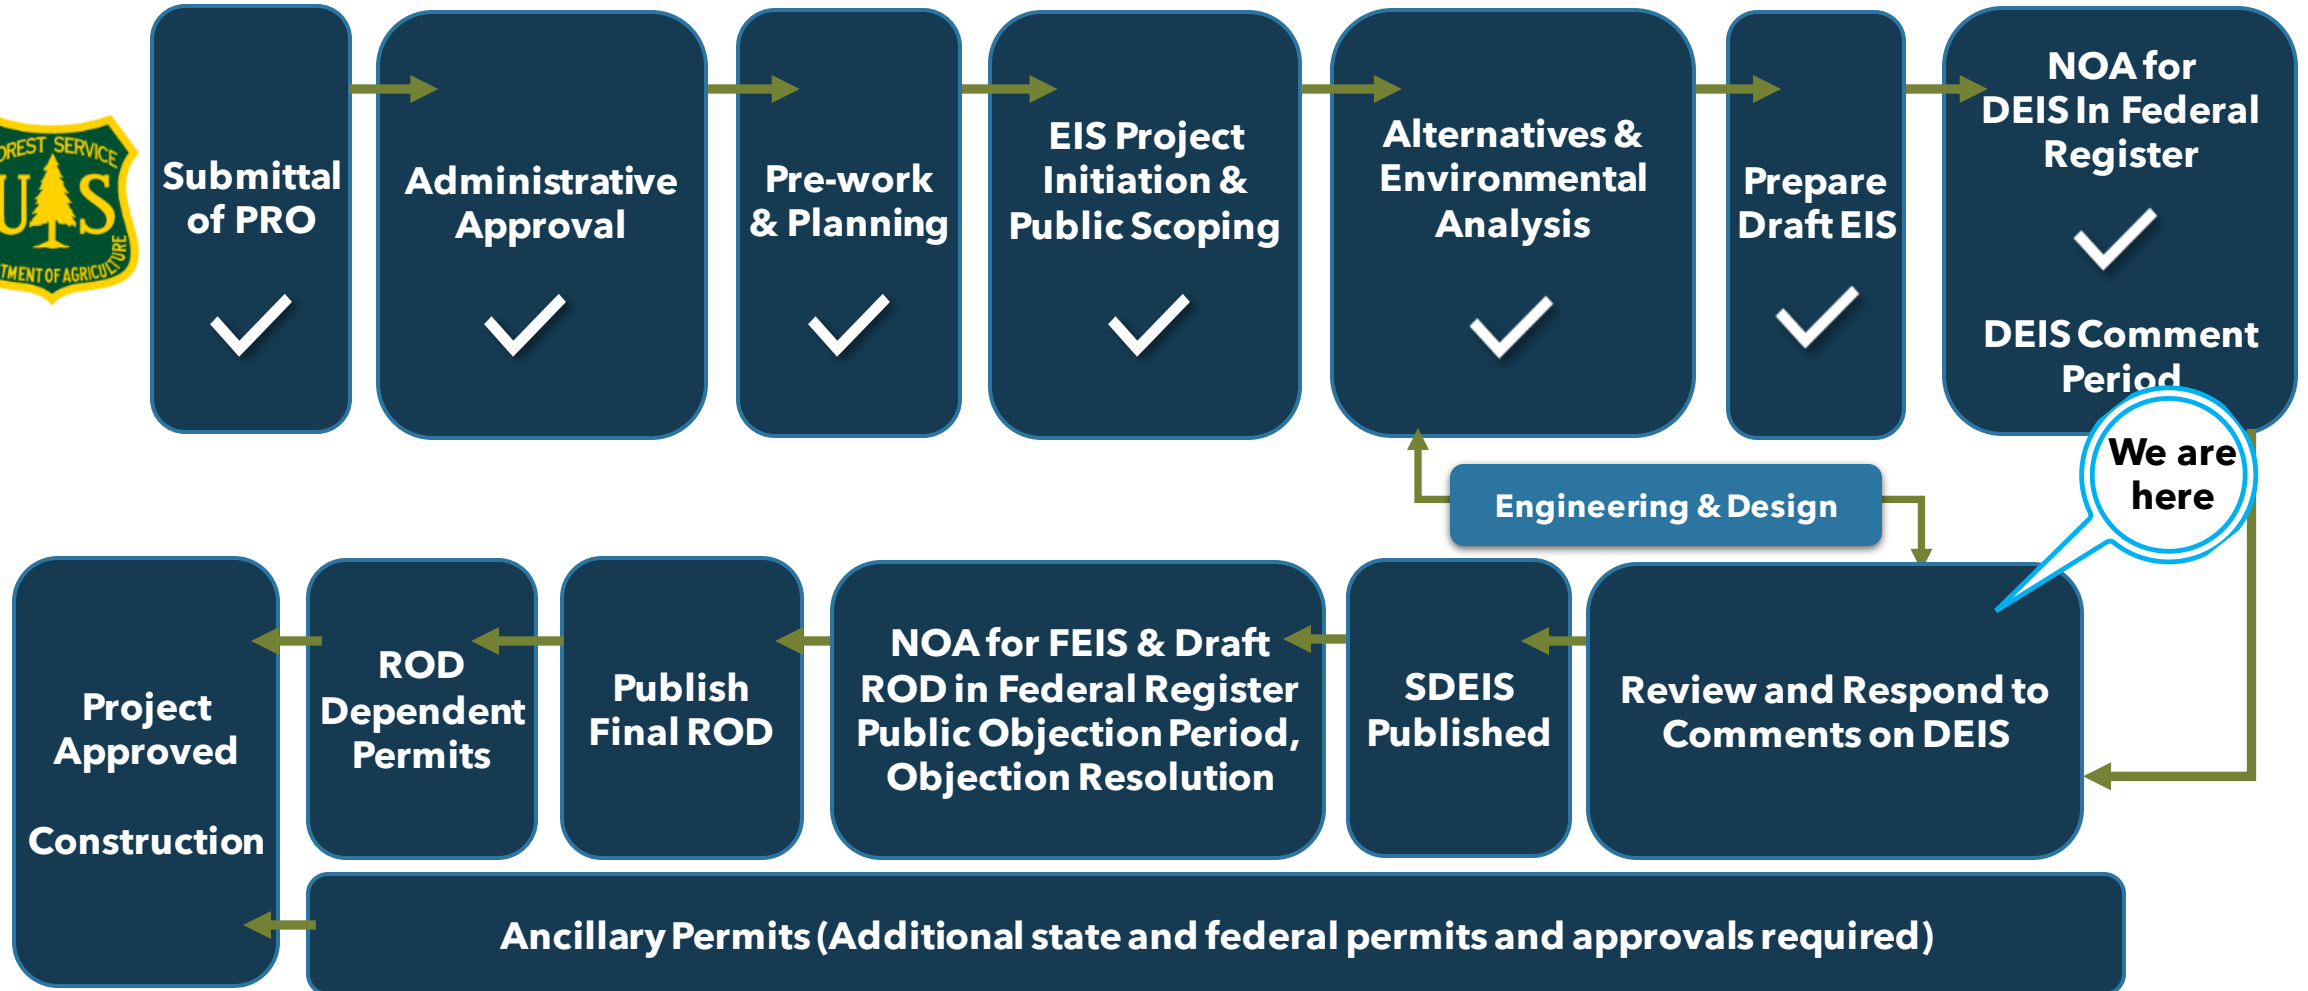 OREST SERVICE
U S
TMENT OF AGRICULTURE
Submittal
of PRO
Administrative
Approval
Pre-work
& Planning
EIS Project
Initiation &
Public Scoping
Alternatives &
Environmental
Analysis
Prepare
Draft EIS
NOA for
DEIS In Federal
Register
DEIS Comment
Period
We are
here
Engineering & Design
Project
Approved
Construction
ROD
Dependent
Permits
Publish
Final ROD
NOA for FEIS & Draft
ROD in Federal Register
Public Objection Period,
Objection Resolution
SDEIS
Published
Review and Respond to
Comments on DEIS
Ancillary Permits (Additional state and federal permits and approvals required)